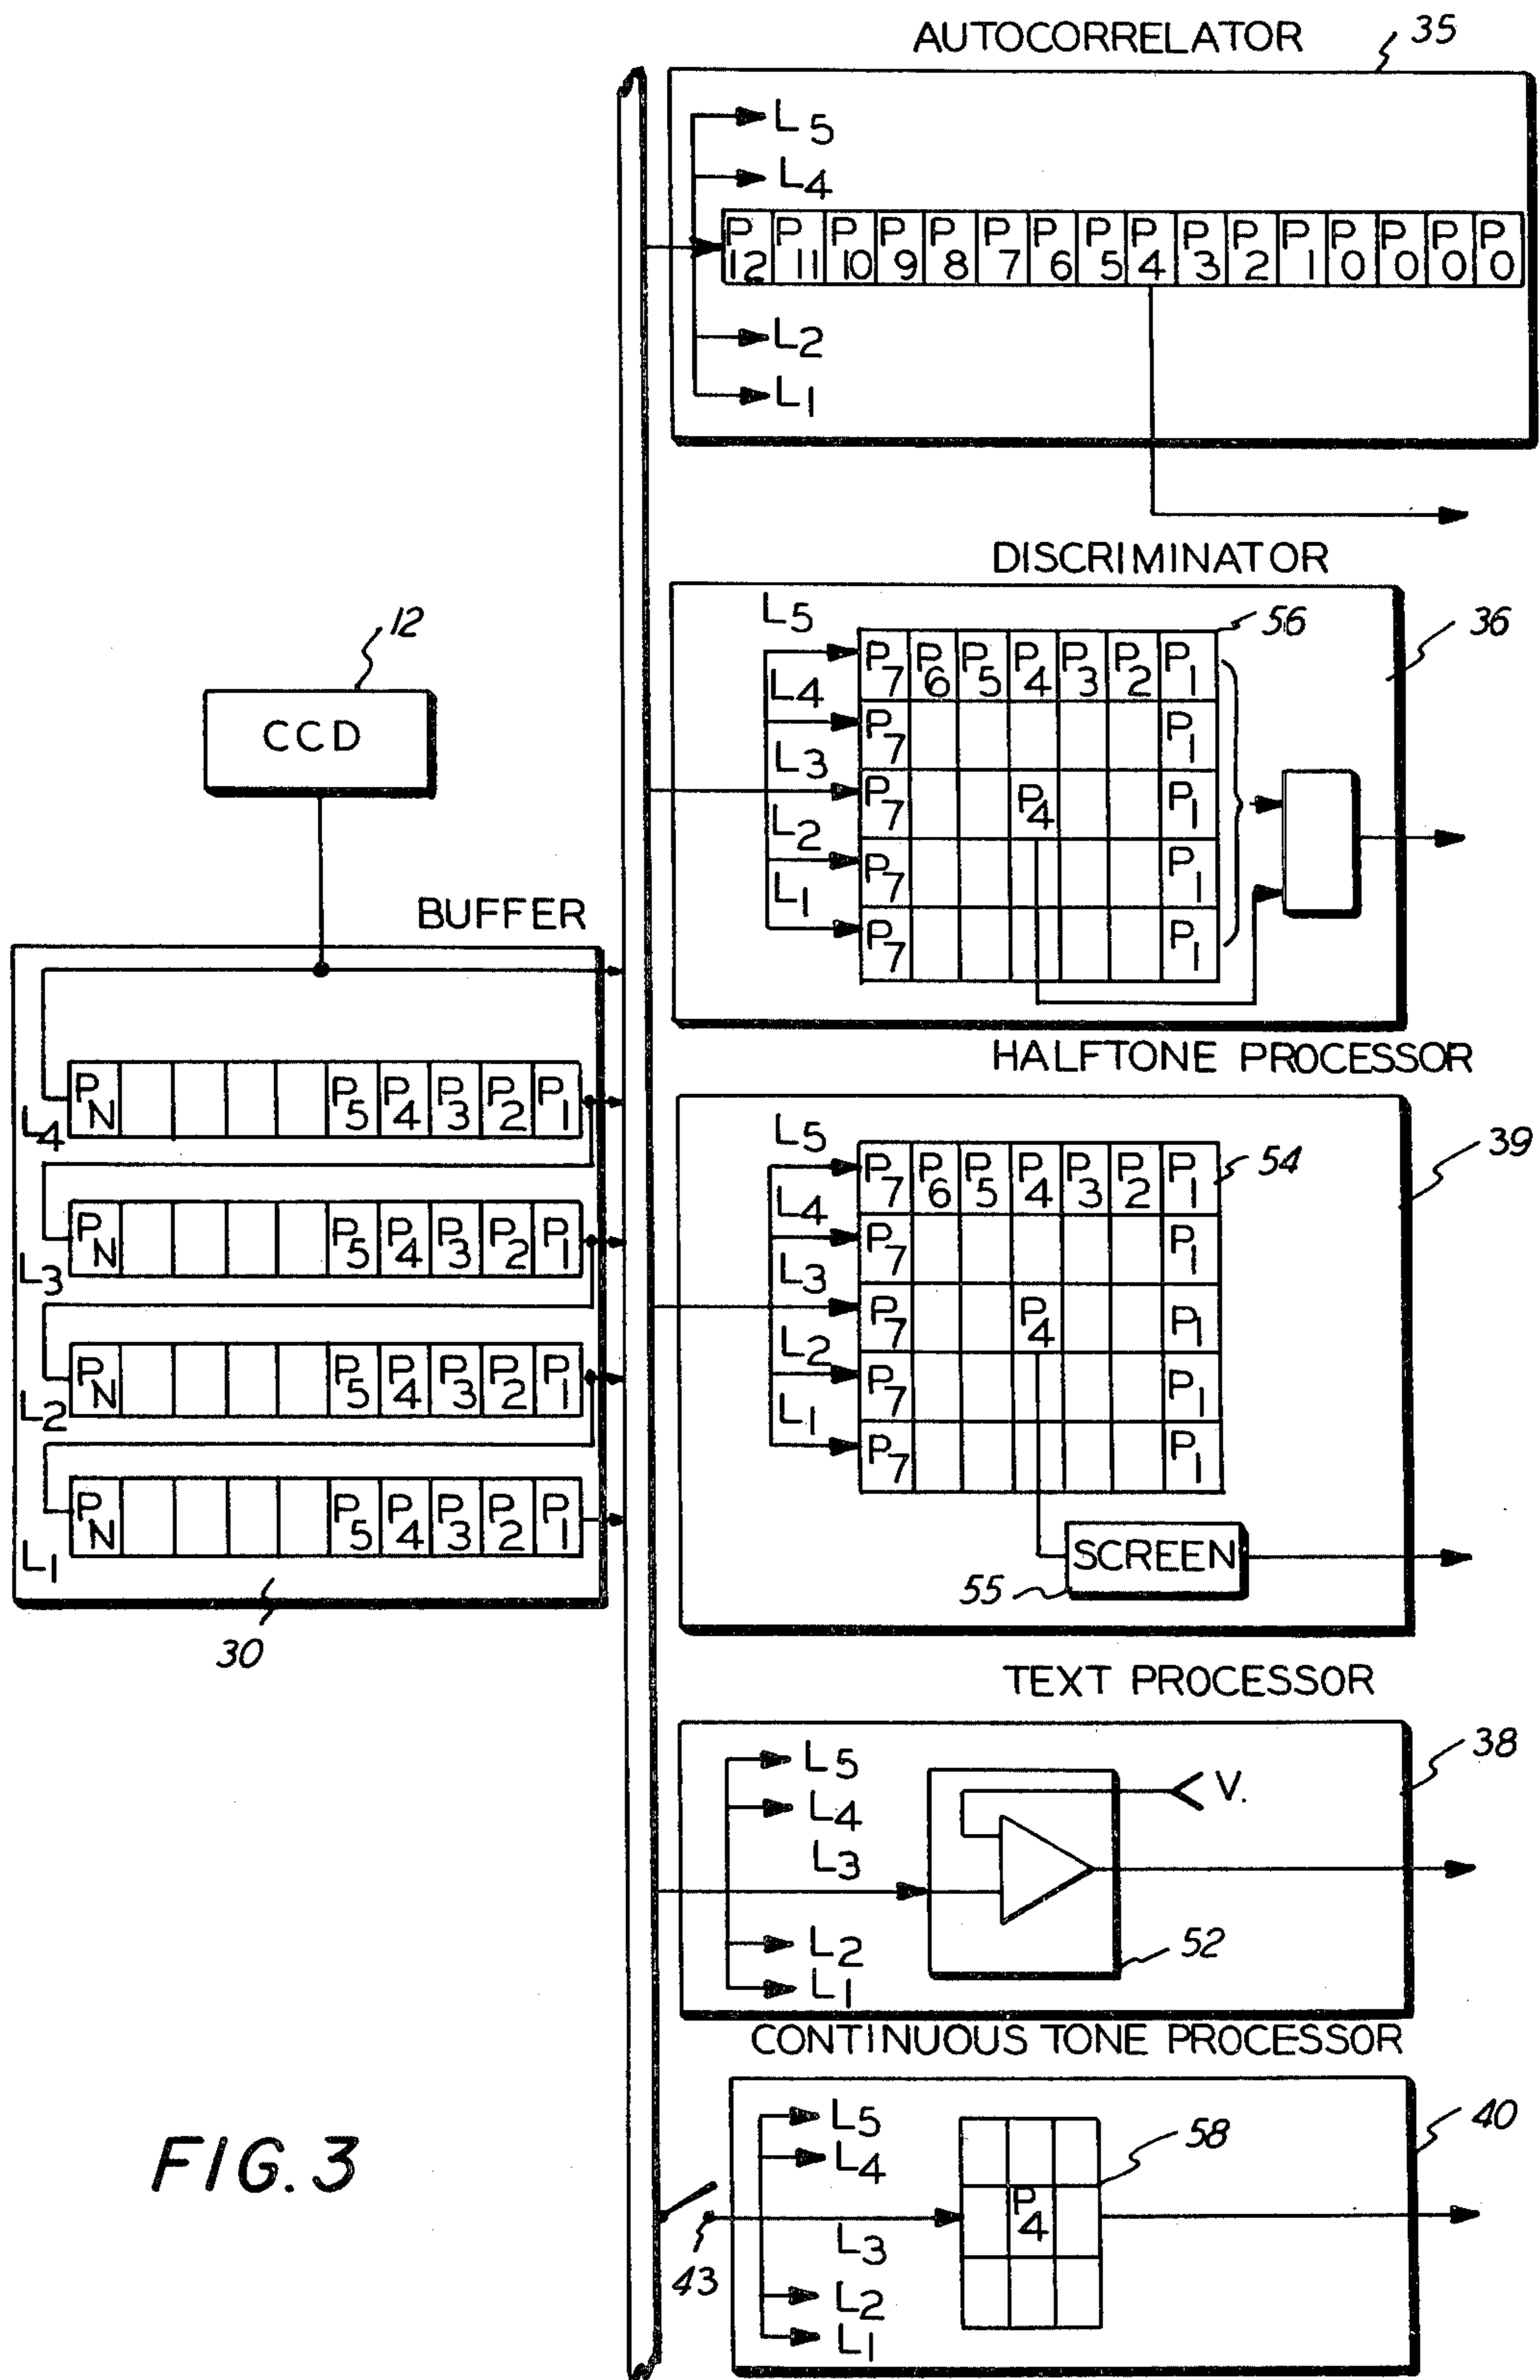 AUTOCORRELATOR
35
L5
L4
P12 P11 P10 P9 P8 P7 P6 P5 P4 P3 P2 P1 P0 P0 P0 P0
L2
L1
DISCRIMINATOR
36
56
L5
P7 P6 P5 P4 P3 P2 P1
L4
P7 P1
L3
P7 P4 P1
L2
P7 P1
L1
P7 P1
12
CCD
BUFFER
L4
PN P5 P4 P3 P2 P1
L3
PN P5 P4 P3 P2 P1
L2
PN P5 P4 P3 P2 P1
L1
PN P5 P4 P3 P2 P1
30
HALFTONE PROCESSOR
39
54
L5
P7 P6 P5 P4 P3 P2 P1
L4
P7 P1
L3
P7 P4 P1
L2
P7 P1
L1
P7 P1
SCREEN
55
TEXT PROCESSOR
38
L5
V.
L4
L3
L2
52
L1
CONTINUOUS TONE PROCESSOR
40
L5
58
L4
P4
L3
43
L2
L1
FIG. 3